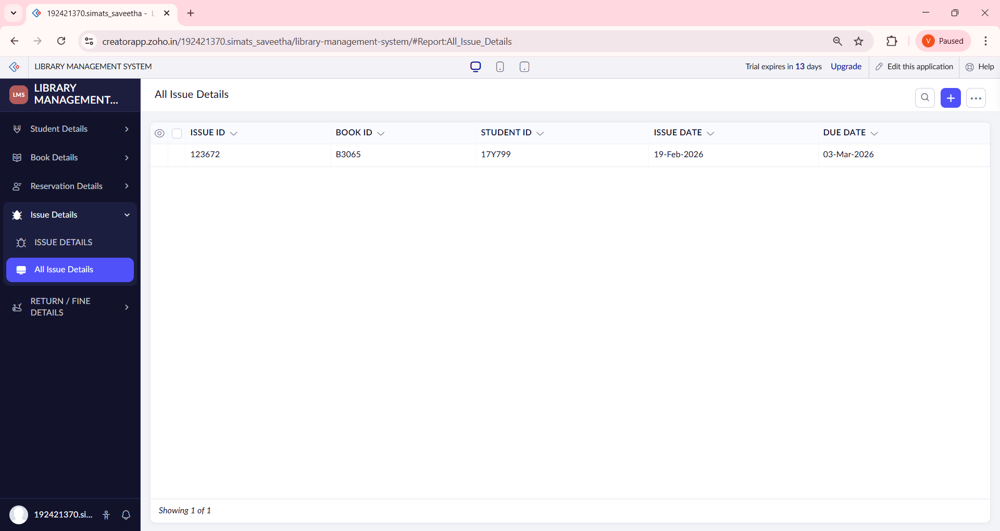 192421370.simats_saveetha - L
creatorapp.zoho.in/192421370.simats_saveetha/library-management-system/#Report:All_Issue_Details
V Paused
LIBRARY MANAGEMENT SYSTEM
Trial expires in 13 days Upgrade Edit this application Help
LMS LIBRARY
MANAGEMENT...
All Issue Details
Student Details
Book Details
Reservation Details
Issue Details
ISSUE DETAILS
All Issue Details
RETURN / FINE
DETAILS
ISSUE ID BOOK ID STUDENT ID ISSUE DATE DUE DATE
123672 B3065 17Y799 19-Feb-2026 03-Mar-2026
Showing 1 of 1
192421370.si...